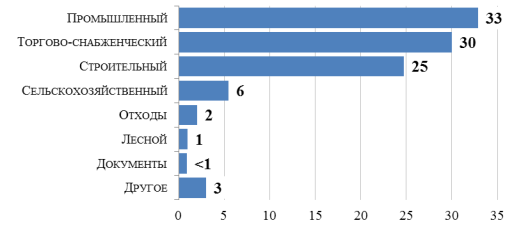 ПРОМЫШЛЕННЫЙ 33
ТОРГОВО-СНАБЖЕНЧЕСКИЙ 30
СТРОИТЕЛЬНЫЙ 25
СЕЛЬСКОХОЗЯЙСТВЕННЫЙ 6
ОТХОДЫ 2
ЛЕСНОЙ 1
ДОКУМЕНТЫ <1
ДРУГОЕ 3
0 5 10 15 20 25 30 35